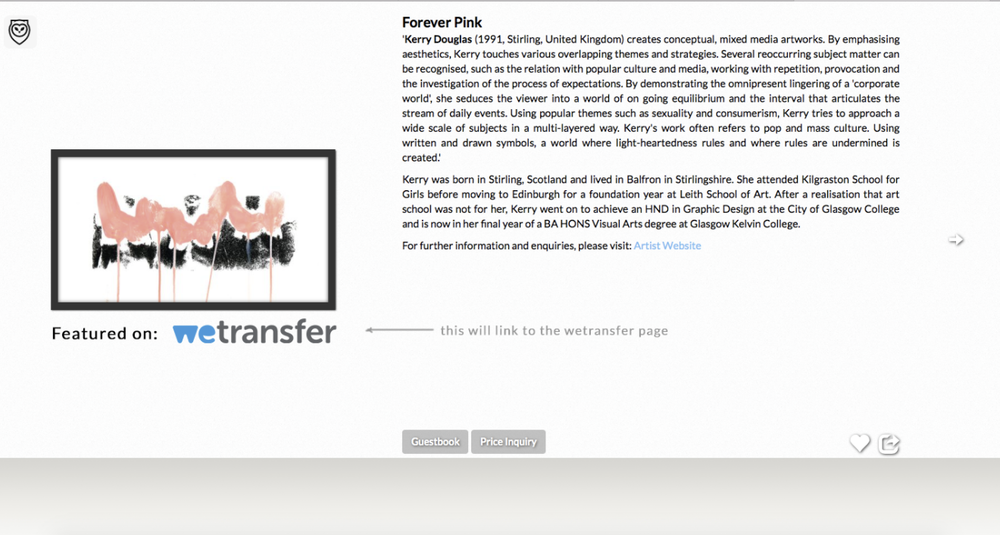 Forever Pink
'Kerry Douglas (1991, Stirling, United Kingdom) creates conceptual, mixed media artworks. By emphasising
aesthetics, Kerry touches various overlapping themes and strategies. Several reoccurring subject matter can
be recognised, such as the relation with popular culture and media, working with repetition, provocation and
the investigation of the process of expectations. By demonstrating the omnipresent lingering of a 'corporate
world', she seduces the viewer into a world of on going equilibrium and the interval that articulates the
stream of daily events. Using popular themes such as sexuality and consumerism, Kerry tries to approach a
wide scale of subjects in a multi-layered way. Kerry's work often refers to pop and mass culture. Using
written and drawn symbols, a world where light-heartedness rules and where rules are undermined is
created.'
Kerry was born in Stirling, Scotland and lived in Balfron in Stirlingshire. She attended Kilgraston School for
Girls before moving to Edinburgh for a foundation year at Leith School of Art. After a realisation that art
school was not for her, Kerry went on to achieve an HND in Graphic Design at the City of Glasgow College
and is now in her final year of a BA HONS Visual Arts degree at Glasgow Kelvin College.
For further information and enquiries, please visit: Artist Website
Featured on: wetransfer this will link to the wetransfer page
Guestbook Price Inquiry